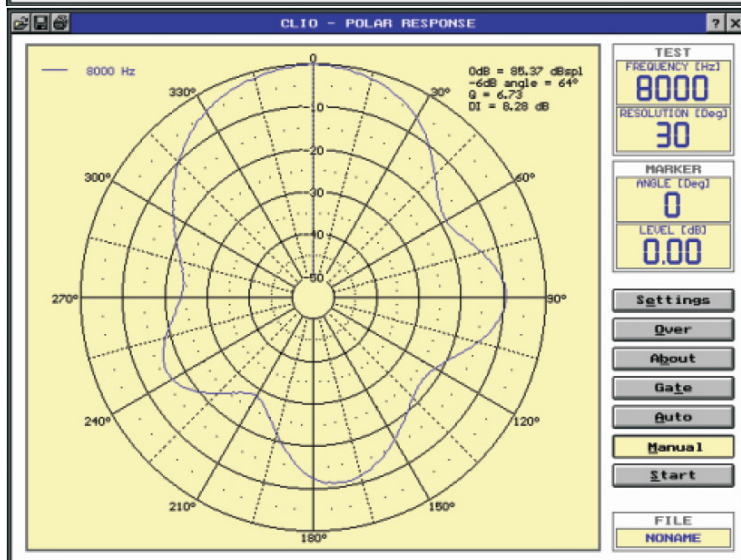 CLIO - POLAR RESPONSE
? X
8000 Hz
0dB = 85.37 dBspl
-6dB angle = 64°
Q = 6.73
DI = 8.28 dB
0
30°
60°
90°
120°
150°
180°
210°
240°
270°
300°
330°
-10
-20
-30
-40
-50
TEST
FREQUENCY [Hz]
8000
RESOLUTION [Deg]
30
MARKER
ANGLE [Deg]
0
LEVEL [dB]
0.00
Settings
Over
About
Gate
Auto
Manual
Start
FILE
NONAME